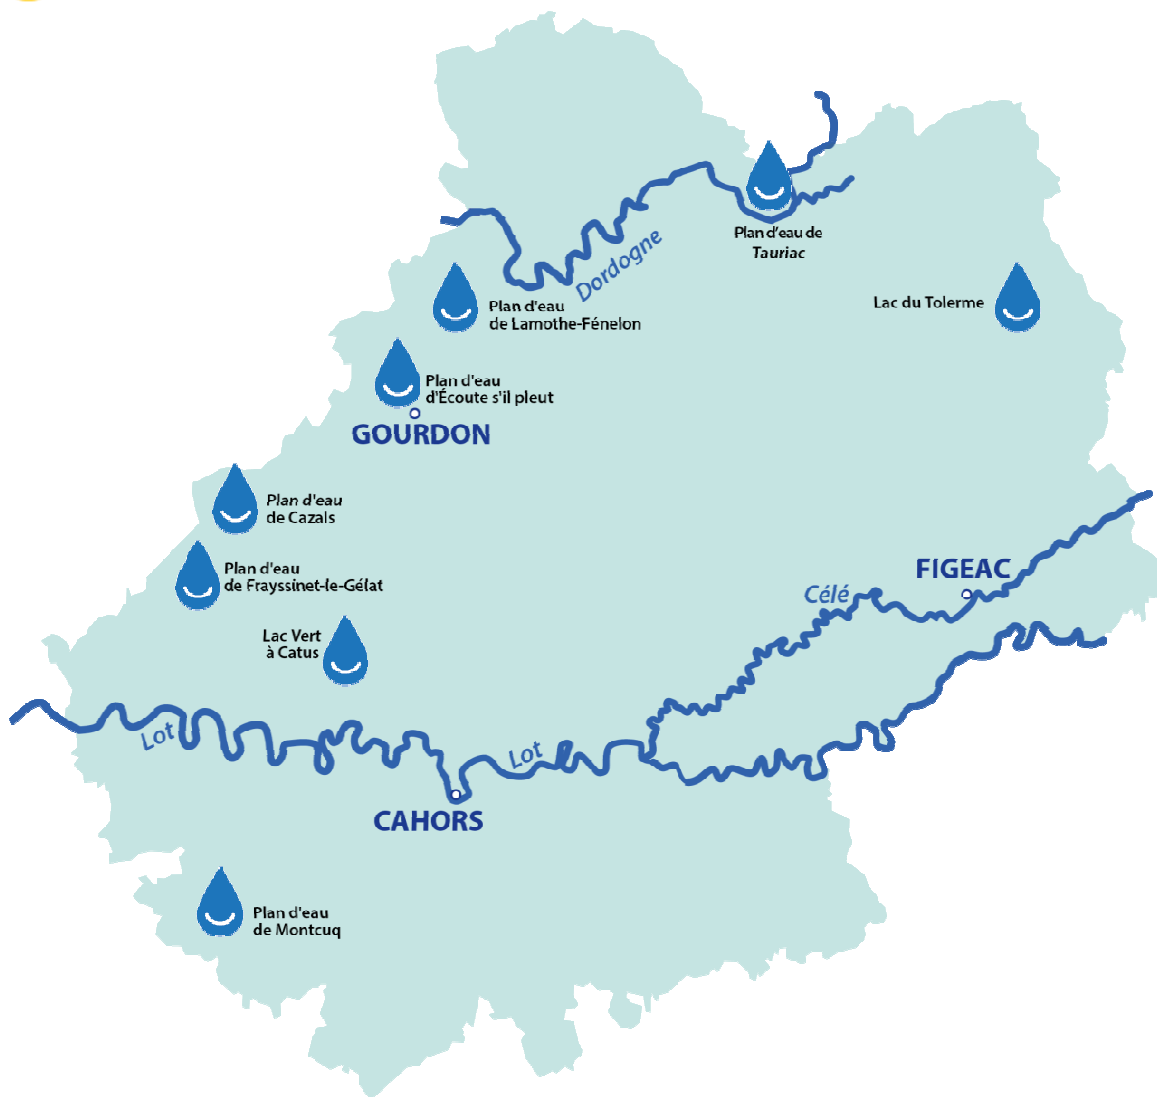 Plan d'eau de
Tauriac
Dordogne
Lac du Tolerme
Plan d'eau
de Lamothe-Fénelon
Plan d'eau
d'Écoute s'il pleut
GOURDON
Plan d'eau
de Cazals
Plan d'eau
de Frayssinet-le-Gélat
FIGEAC
Célé
Lac Vert
à Catus
Lot
Lot
CAHORS
Plan d'eau
de Montcuq